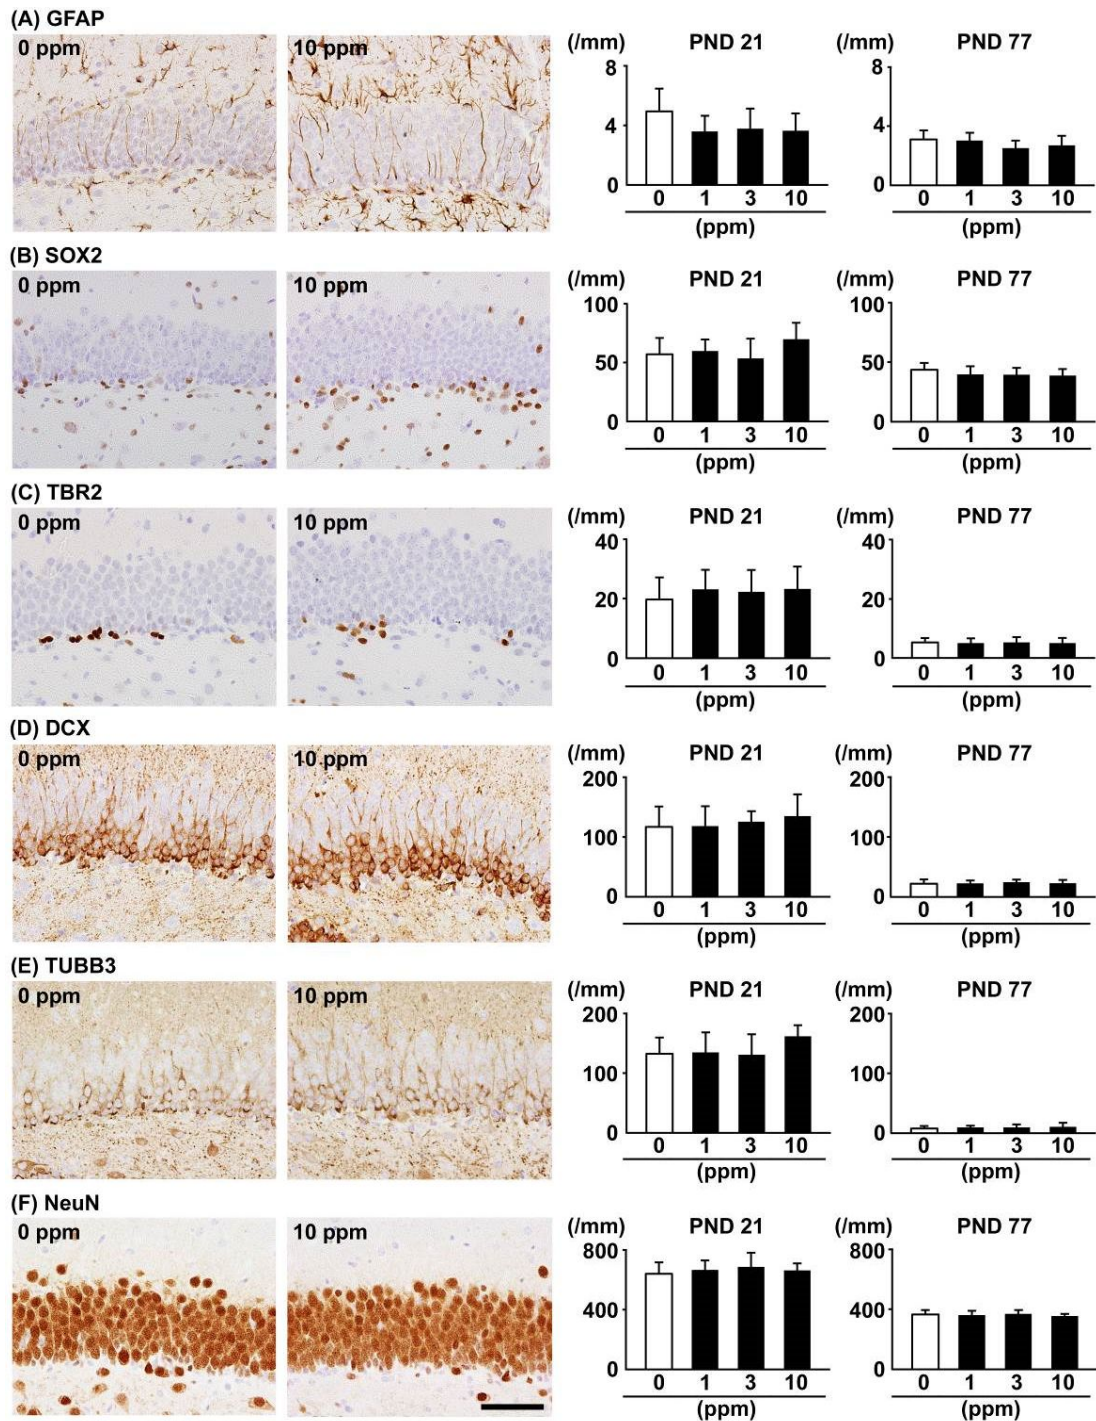 (A) GFAP
0 ppm
10 ppm
(/mm) PND 21
8
4
0
0 1 3 10
(ppm)
(/mm) PND 77
8
4
0
0 1 3 10
(ppm)
(B) SOX2
0 ppm
10 ppm
(/mm) PND 21
100
50
0
0 1 3 10
(ppm)
(/mm) PND 77
100
50
0
0 1 3 10
(ppm)
(C) TBR2
0 ppm
10 ppm
(/mm) PND 21
40
20
0
0 1 3 10
(ppm)
(/mm) PND 77
40
20
0
0 1 3 10
(ppm)
(D) DCX
0 ppm
10 ppm
(/mm) PND 21
200
100
0
0 1 3 10
(ppm)
(/mm) PND 77
200
100
0
0 1 3 10
(ppm)
(E) TUBB3
0 ppm
10 ppm
(/mm) PND 21
200
100
0
0 1 3 10
(ppm)
(/mm) PND 77
200
100
0
0 1 3 10
(ppm)
(F) NeuN
0 ppm
10 ppm
(/mm) PND 21
800
400
0
0 1 3 10
(ppm)
(/mm) PND 77
800
400
0
0 1 3 10
(ppm)